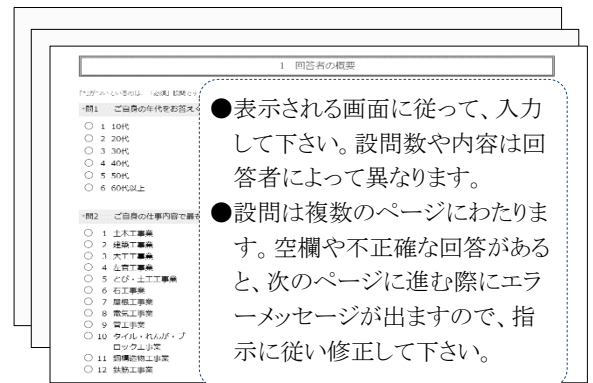 1 回答者の概要
問1 ご自身の年代をお答えく
○ 1 10代
○ 2 20代
○ 3 30代
○ 4 40代
○ 5 50代
○ 6 60代以上
問2 ご自身の仕事内容で最も
○ 1 土木工事業
○ 2 建築工事業
○ 3 大工工事業
○ 4 左官工事業
○ 5 とび・土工工事業
○ 6 石工事業
○ 7 屋根工事業
○ 8 電気工事業
○ 9 管工事業
○ 10 タイル・れんが・ブ
ロック工事業
○ 11 鋼構造物工事業
○ 12 鉄筋工事業
●表示される画面に従って、入力
して下さい。設問数や内容は回
答者によって異なります。
●設問は複数のページにわたりま
す。空欄や不正確な回答がある
と、次のページに進む際にエラ
ーメッセージが出ますので、指
示に従い修正して下さい。